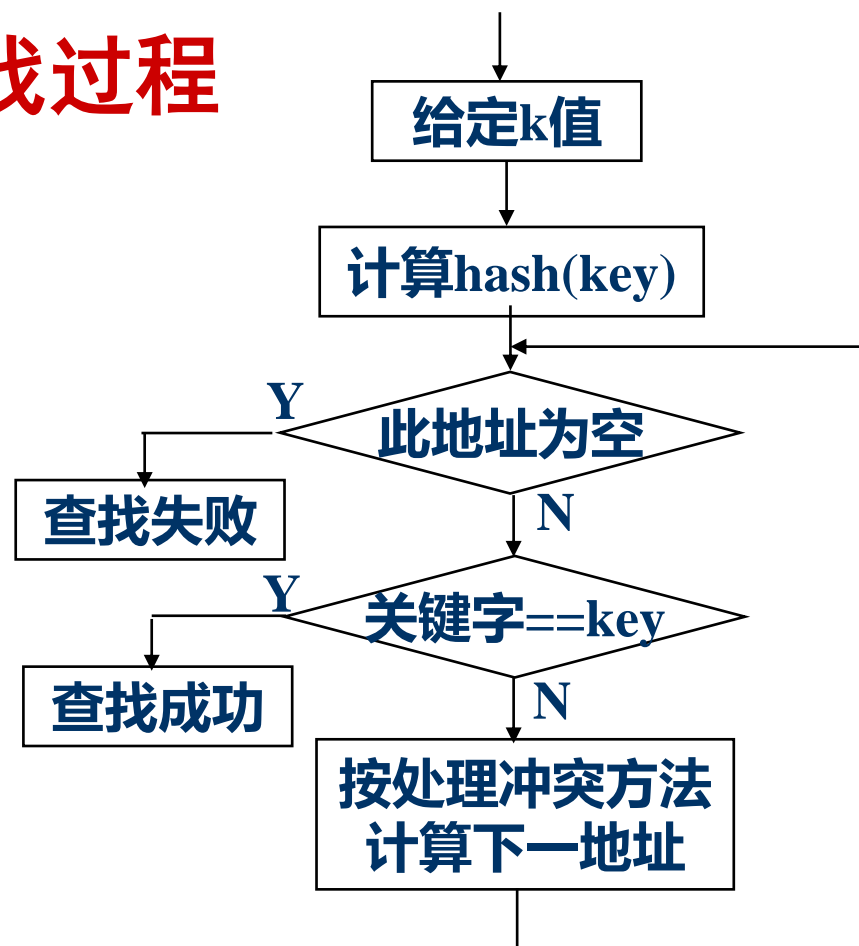 找过程
给定k值
计算hash(key)
Y
此地址为空
查找失败
N
Y
关键字==key
查找成功
N
按处理冲突方法
计算下一地址